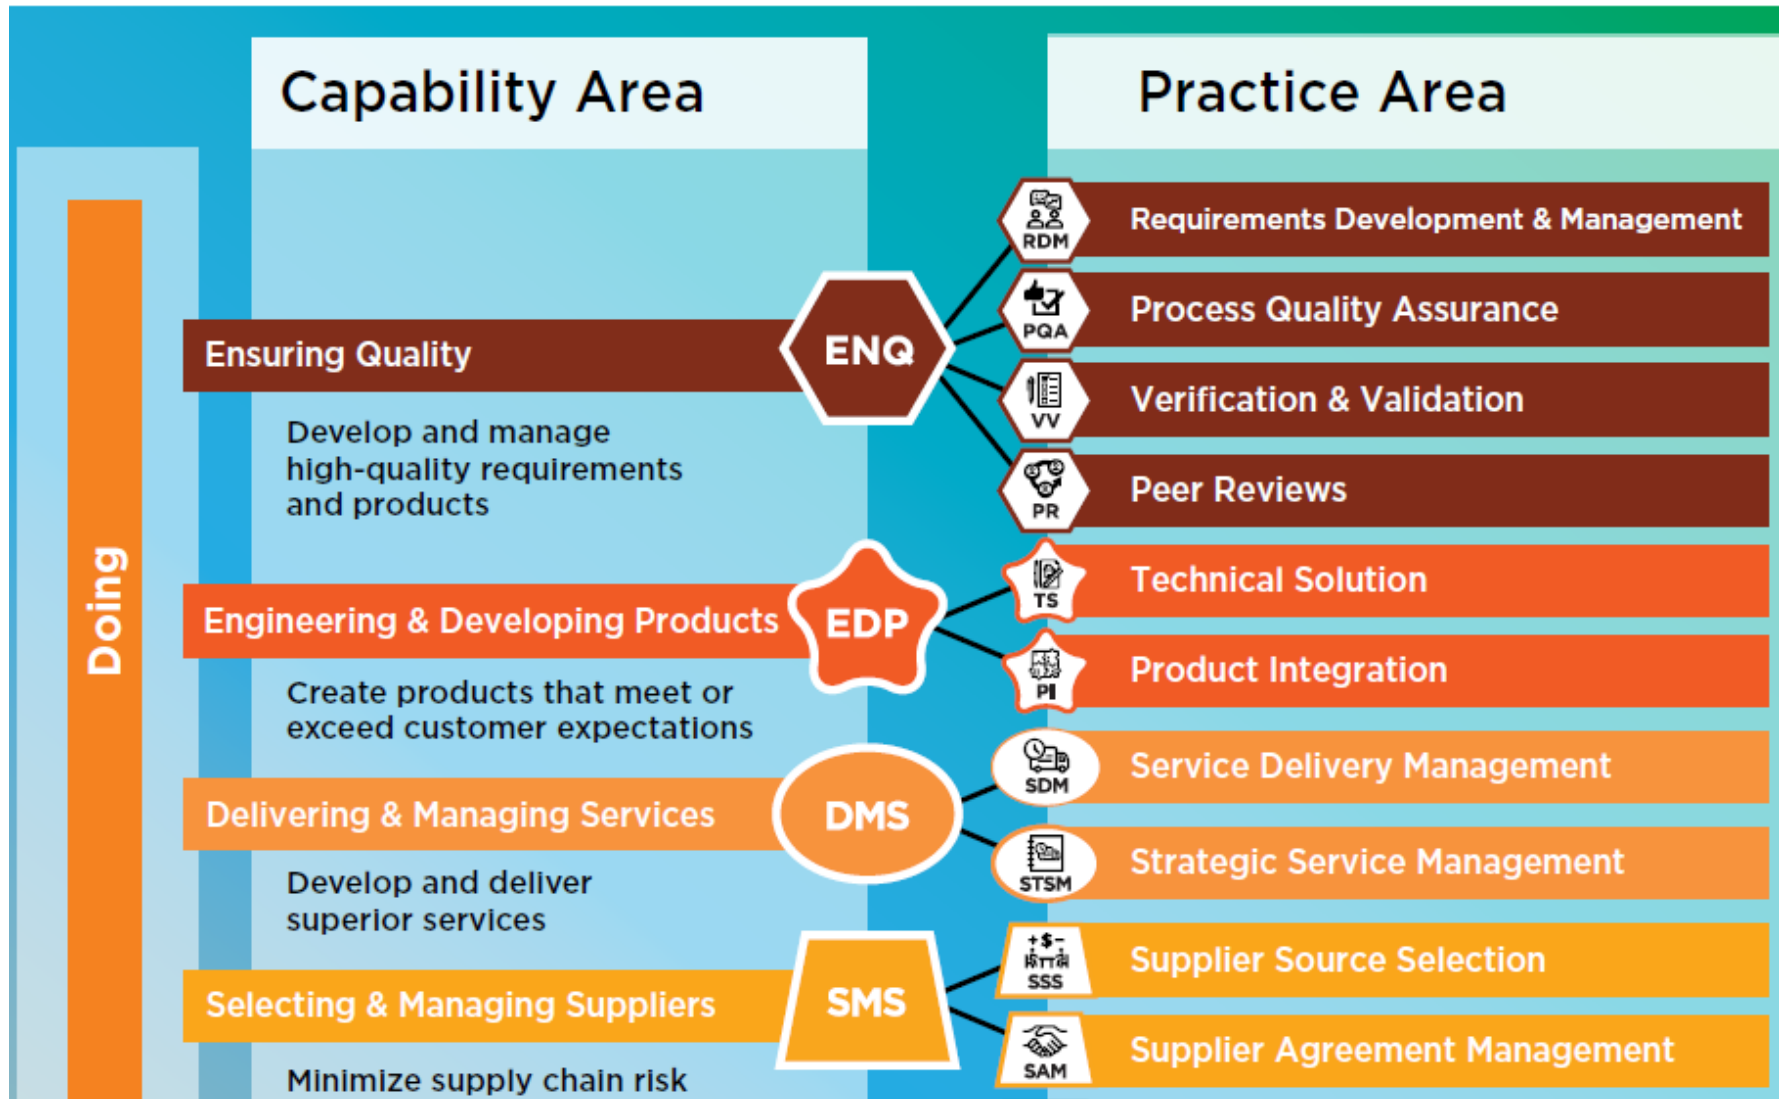 Capability Area
Practice Area
Doing
Ensuring Quality
ENQ
Develop and manage
high-quality requirements
and products
RDM
Requirements Development & Management
PQA
Process Quality Assurance
VV
Verification & Validation
PR
Peer Reviews
Engineering & Developing Products
EDP
Create products that meet or
exceed customer expectations
TS
Technical Solution
PI
Product Integration
Delivering & Managing Services
DMS
Develop and deliver
superior services
SDM
Service Delivery Management
STSM
Strategic Service Management
Selecting & Managing Suppliers
SMS
Minimize supply chain risk
+$-
SSS
Supplier Source Selection
SAM
Supplier Agreement Management